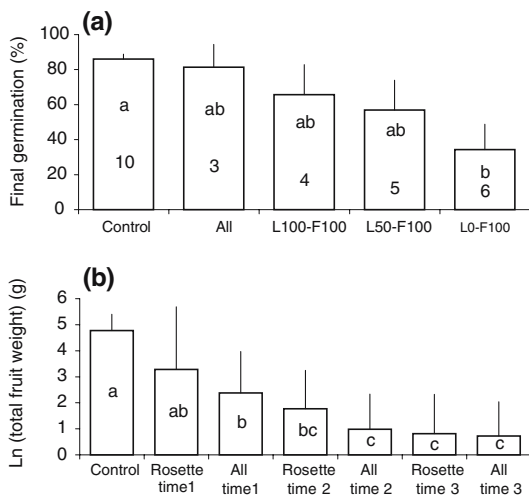 (a)
Final germination (%)
100
80
60
40
20
0
a
ab
ab
ab
b
10
3
4
5
6
Control All L100-F100 L50-F100 L0-F100
(b)
Ln (total fruit weight) (g)
6
5
4
3
2
1
0
a
ab
b
bc
c
c
c
Control Rosette All Rosette All Rosette All
time1 time1 time 2 time 2 time 3 time 3